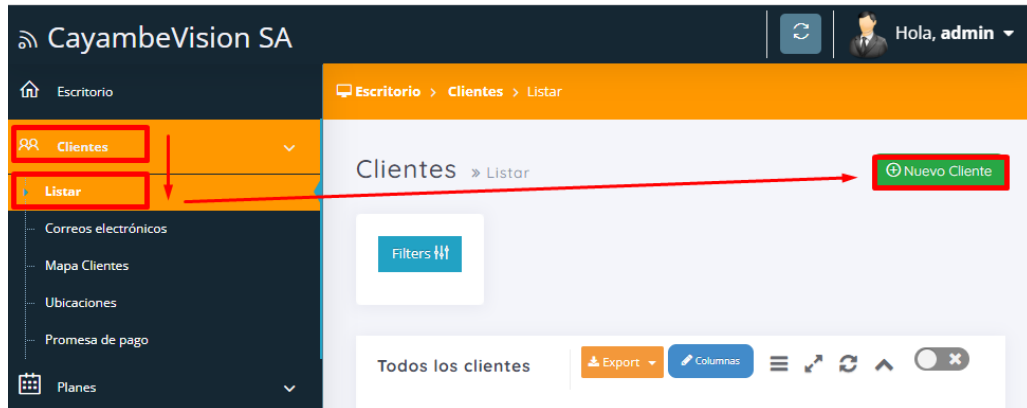 CayambeVision SA
Hola, admin
Escritorio
Escritorio > Clientes > Listar
Clientes
Clientes » Listar
Nuevo Cliente
Listar
Correos electrónicos
Filters
Mapa Clientes
Ubicaciones
Promesa de pago
Todos los clientes
Export
Columnas
Planes